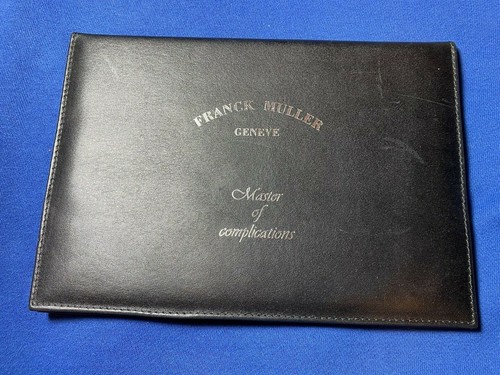 FRANCK MULLER
GENEVE
Master
of
complications